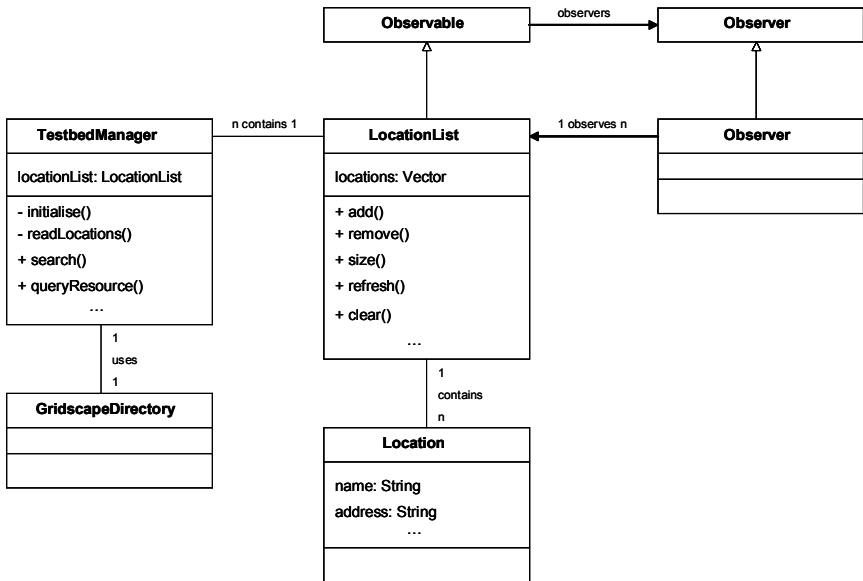 Observable
observers
Observer
TestbedManager
locationList: LocationList
- initialise()
- readLocations()
+ search()
+ queryResource()
...
n contains 1
LocationList
locations: Vector
+ add()
+ remove()
+ size()
+ refresh()
+ clear()
...
1 observes n
Observer
1
uses
1
GridscapeDirectory
1
contains
n
Location
name: String
address: String
...